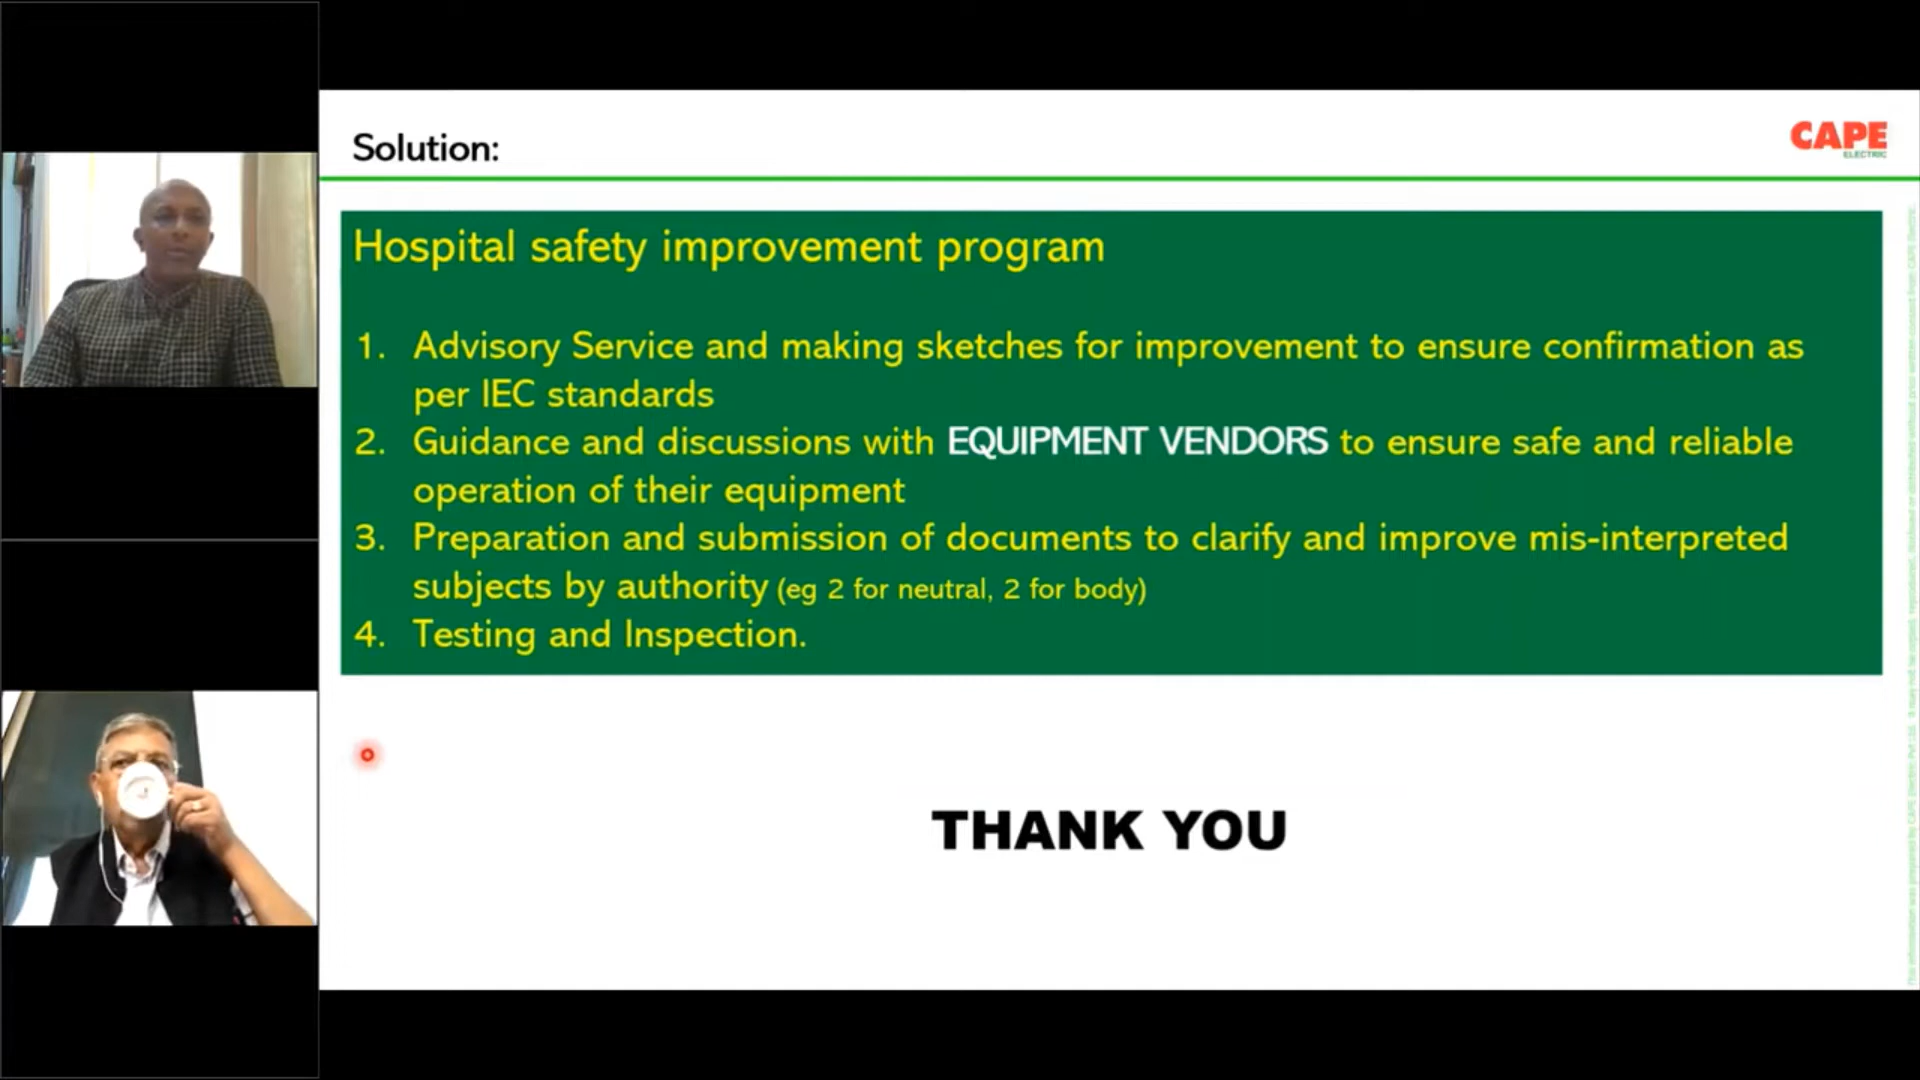 Solution:
CAPE
ELECTRIC
Hospital safety improvement program
1. Advisory Service and making sketches for improvement to ensure confirmation as
per IEC standards
2. Guidance and discussions with EQUIPMENT VENDORS to ensure safe and reliable
operation of their equipment
3. Preparation and submission of documents to clarify and improve mis-interpreted
subjects by authority (eg 2 for neutral, 2 for body)
4. Testing and Inspection.
THANK YOU